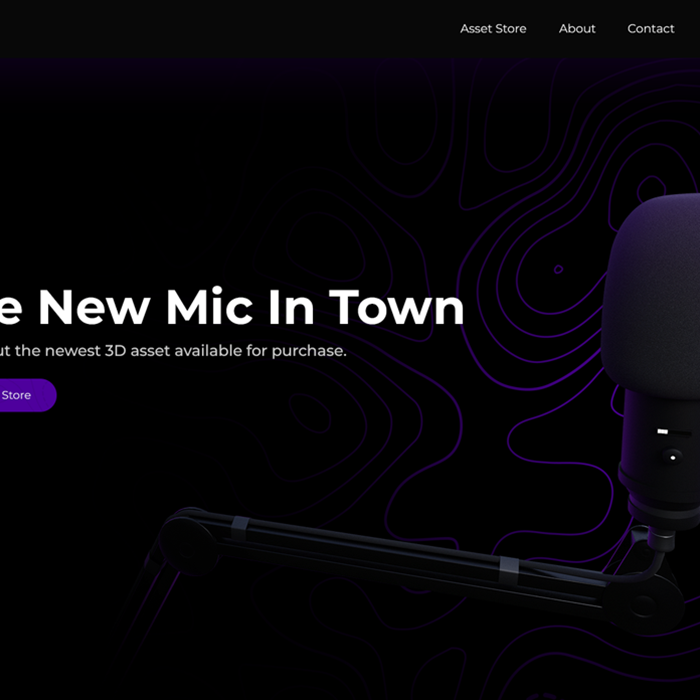 Asset Store About Contact
e New Mic In Town
ut the newest 3D asset available for purchase.
Store